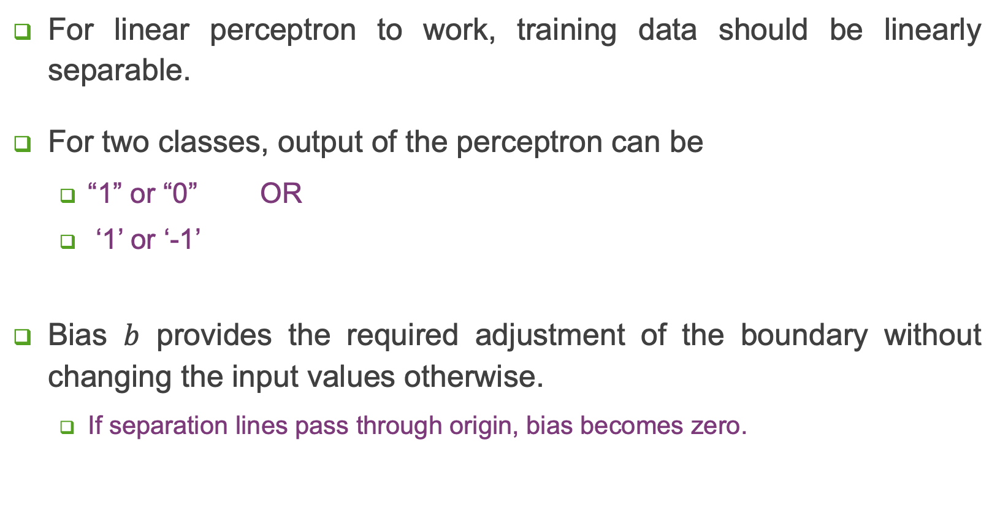 For linear perceptron to work, training data should be linearly
separable.
For two classes, output of the perceptron can be
“1” or “0” OR
‘1’ or ‘-1’
Bias b provides the required adjustment of the boundary without
changing the input values otherwise.
If separation lines pass through origin, bias becomes zero.